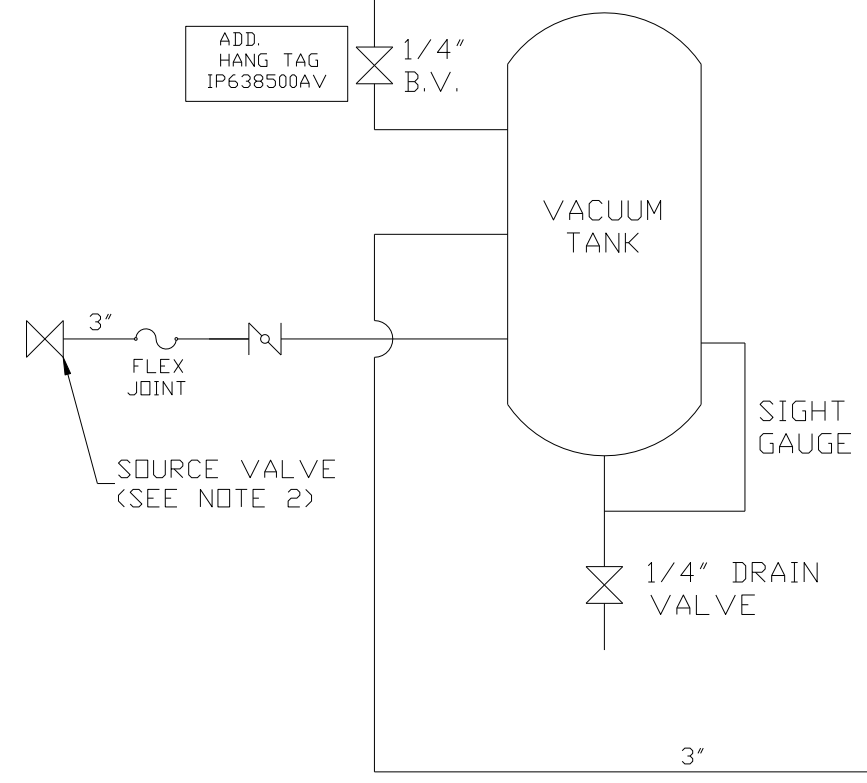 ADD.
HANG TAG
IP638500AV
1/4"
B.V.
VACUUM
TANK
3"
FLEX
JOINT
SIGHT
GAUGE
SOURCE VALVE
(SEE NOTE 2)
1/4" DRAIN
VALVE
3"